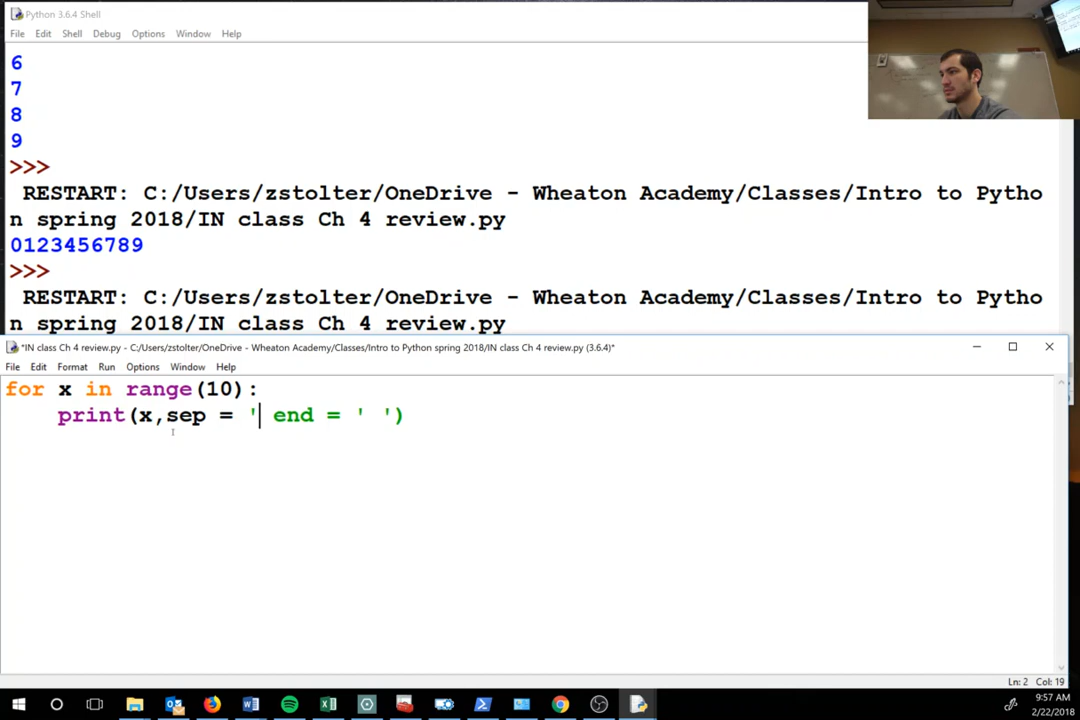 Python 3.6.4 Shell
File Edit Shell Debug Options Window Help
6
7
8
9
>>>
RESTART: C:/Users/zstolter/OneDrive - Wheaton Academy/Classes/Intro to Pytho
n spring 2018/IN class Ch 4 review.py
0123456789
>>>
RESTART: C:/Users/zstolter/OneDrive - Wheaton Academy/Classes/Intro to Pytho
n spring 2018/IN class Ch 4 review.py
*IN class Ch 4 review.py - C:/Users/zstolter/OneDrive - Wheaton Academy/Classes/Intro to Python spring 2018/IN class Ch 4 review.py (3.6.4)*
File Edit Format Run Options Window Help
for x in range(10):
print(x,sep = ' end = ' ')
Ln: 2 Col: 19
9:57 AM
2/22/2018